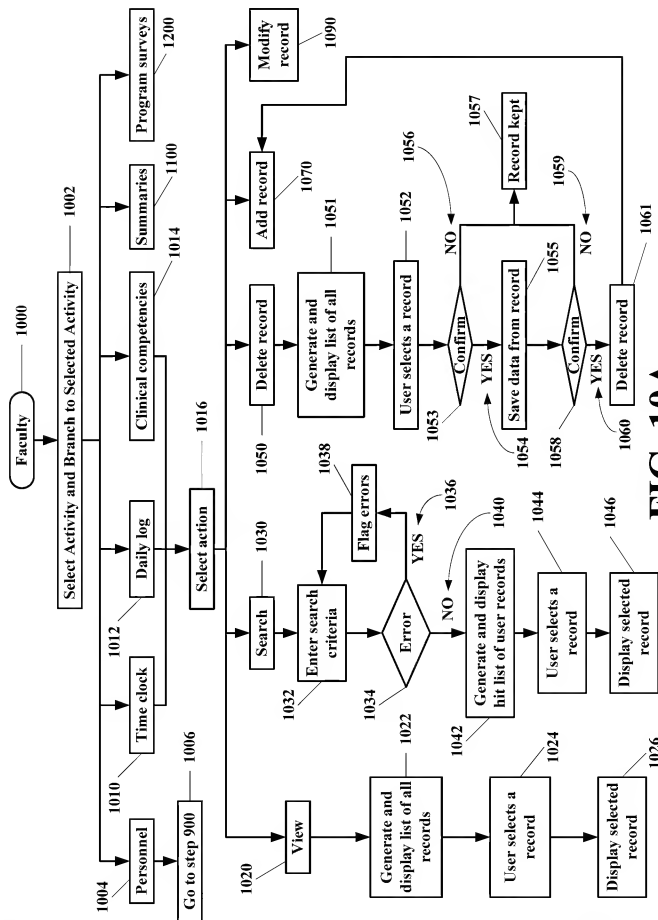 Faculty
1000
Select Activity and Branch to Selected Activity
1002
Personnel
1004
Go to step 900
1006
Time clock
1010
Daily log
1012
Clinical competencies
1014
Summaries
1100
Program surveys
1200
Select action
1016
View
1020
Generate and
display list of all
records
1022
User selects a
record
1024
Display selected
record
1026
Search
1030
Enter search
criteria
1032
Error
1034
YES
1036
Flag errors
1038
NO
1040
Generate and display
hit list of user records
1042
User selects a
record
1044
Display selected
record
1046
Delete record
1050
Generate and
display list of all
records
1051
User selects a record
1052
Confirm
1053
YES
1054
Save data from record
1055
NO
1056
Record kept
1057
Confirm
1058
NO
1059
YES
1060
Delete record
1061
Add record
1070
Modify
record
1090
FIG. 10A